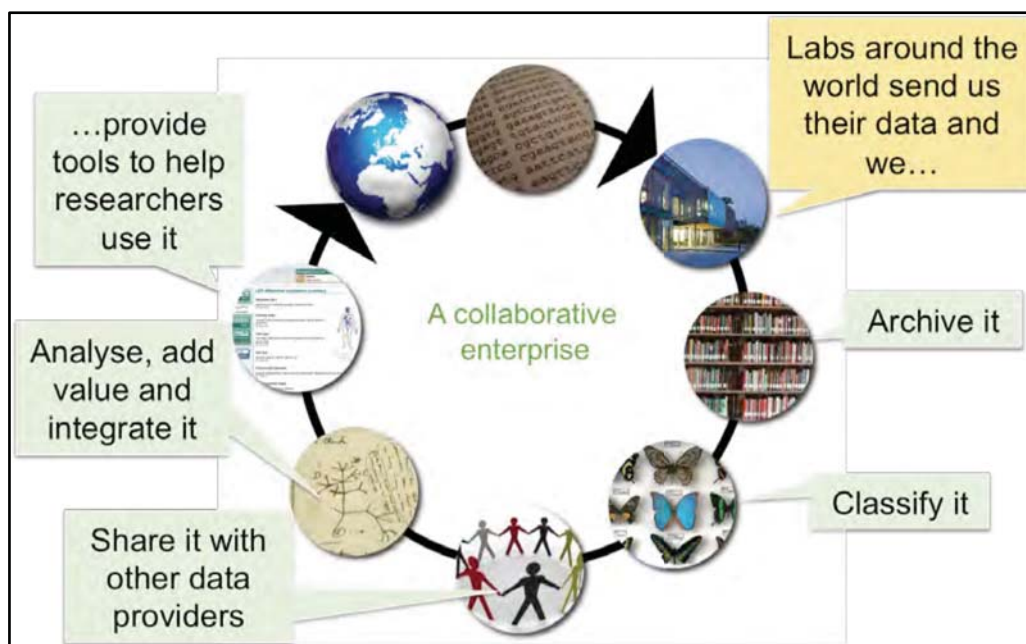 Labs around the
world send us
their data and
we…
Archive it
Classify it
Share it with
other data
providers
Analyse, add
value and
integrate it
…provide
tools to help
researchers
use it
A collaborative
enterprise